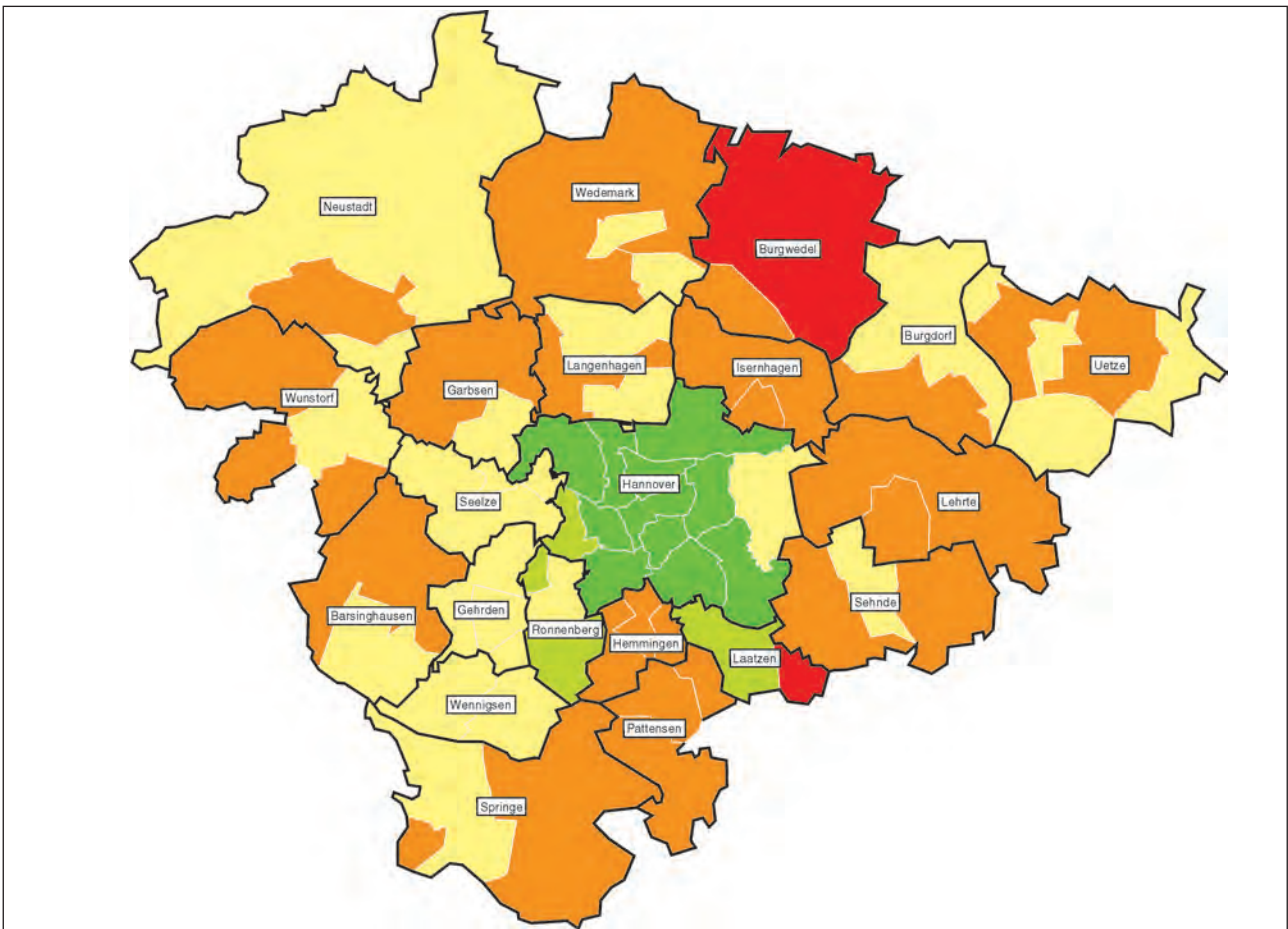 Wedemark
Neustadt
Burgwedel
Burgdorf
Langenhagen
Isernhagen
Uetze
Garbsen
Wunstorf
Hannover
Seelze
Lehrte
Sehnde
Gehrden
Barsinghausen
Ronnenberg
Hemmingen
Laatzen
Wennigsen
Pattensen
Springe